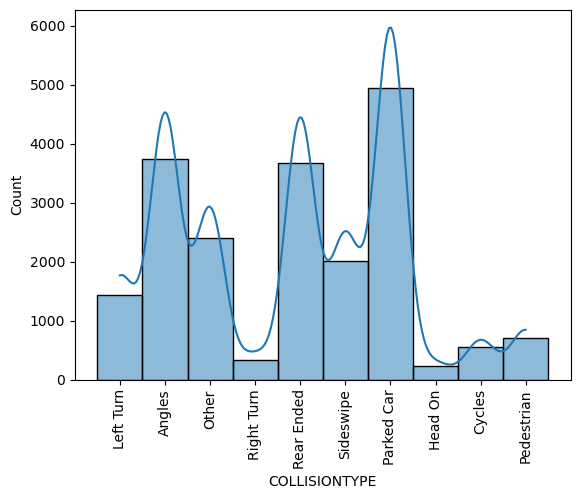 6000
5000
4000
3000
2000
1000
0
Count
Left Turn
Angles
Other
Right Turn
Rear Ended
Sideswipe
Parked Car
Head On
Cycles
Pedestrian
COLLISIONTYPE